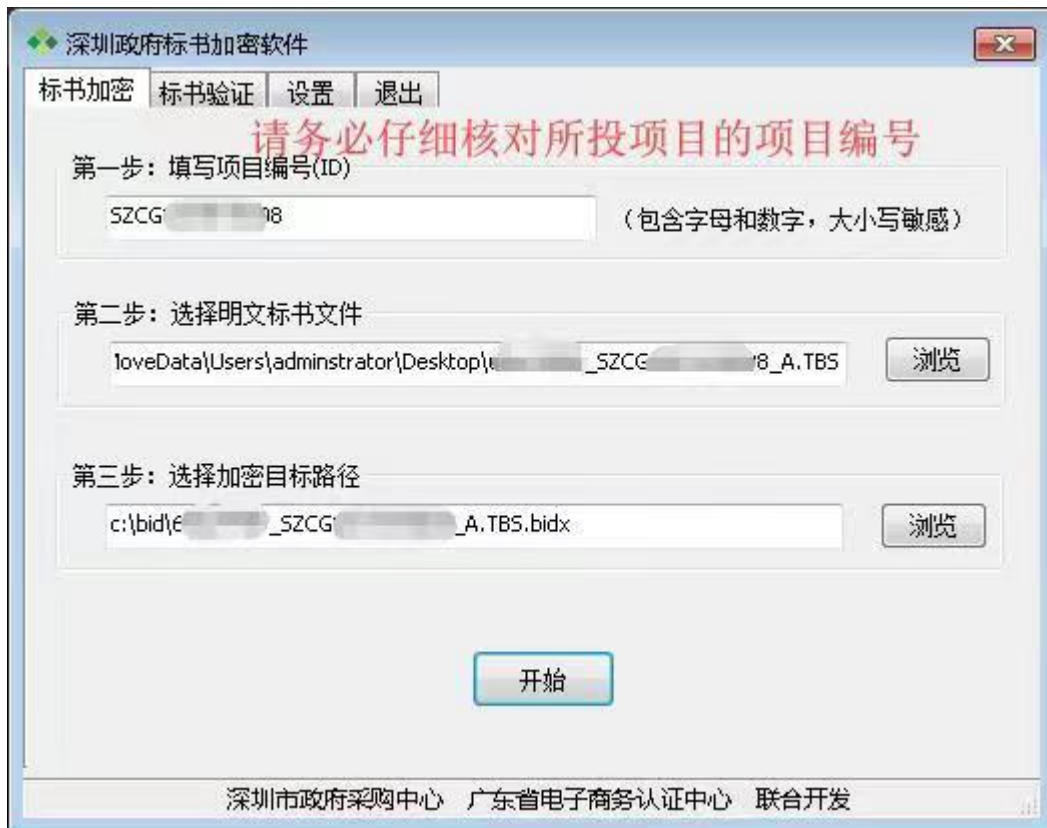 深圳政府标书加密软件
标书加密 标书验证 设置 退出
请务必仔细核对所投项目的项目编号
第一步：填写项目编号(ID)
SZCG 08 （包含字母和数字，大小写敏感）
第二步：选择明文标书文件
loveData\Users\adminstrator\Desktop\ _SZCG 8_A.TBS 浏览
第三步：选择加密目标路径
c:\bid\6 _SZCG _A.TBS.bidx 浏览
开始
深圳市政府采购中心 广东省电子商务认证中心 联合开发